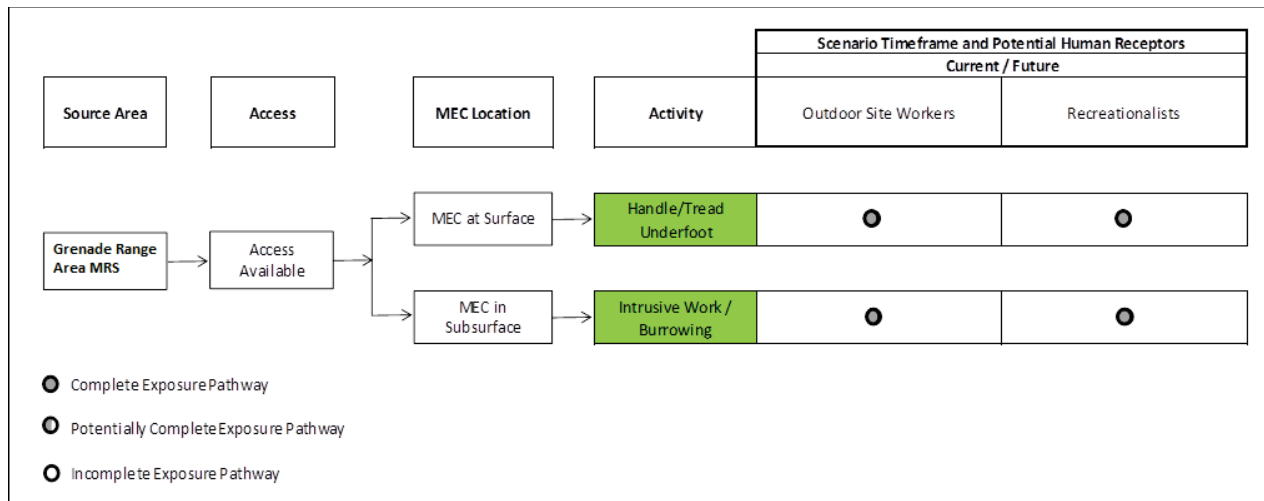 Scenario Timeframe and Potential Human Receptors
Current / Future
Source Area
Access
MEC Location
Activity
Outdoor Site Workers
Recreationalists
Grenade Range
Area MRS
Access
Available
MEC at Surface
Handle/Tread
Underfoot
MEC in
Subsurface
Intrusive Work /
Burrowing
Complete Exposure Pathway
Potentially Complete Exposure Pathway
Incomplete Exposure Pathway